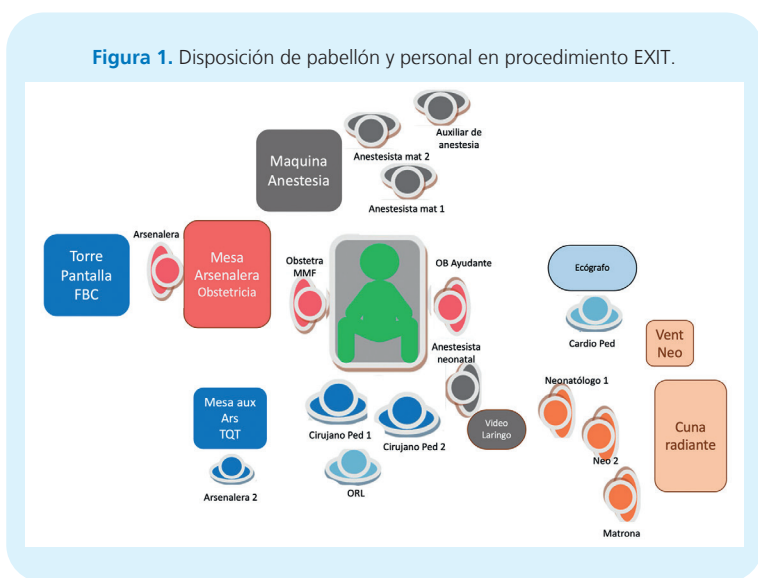 Figura 1. Disposición de pabellón y personal en procedimiento EXIT.
Auxiliar de
anestesia
Anestesista mat 2
Maquina
Anestesia
Anestesista mat 1
Arsenalera
Torre
Pantalla
FBC
Mesa
Arsenalera
Obstetricia
Obstetra
MMF
OB Ayudante
Ecógrafo
Cardio Ped
Vent
Neo
Anestesista
neonatal
Neonatólogo 1
Mesa aux
Ars
TQT
Cirujano Ped 1
Cirujano Ped 2
Video
Laringo
Cuna
radiante
Neo 2
Arsenalera 2
ORL
Matrona